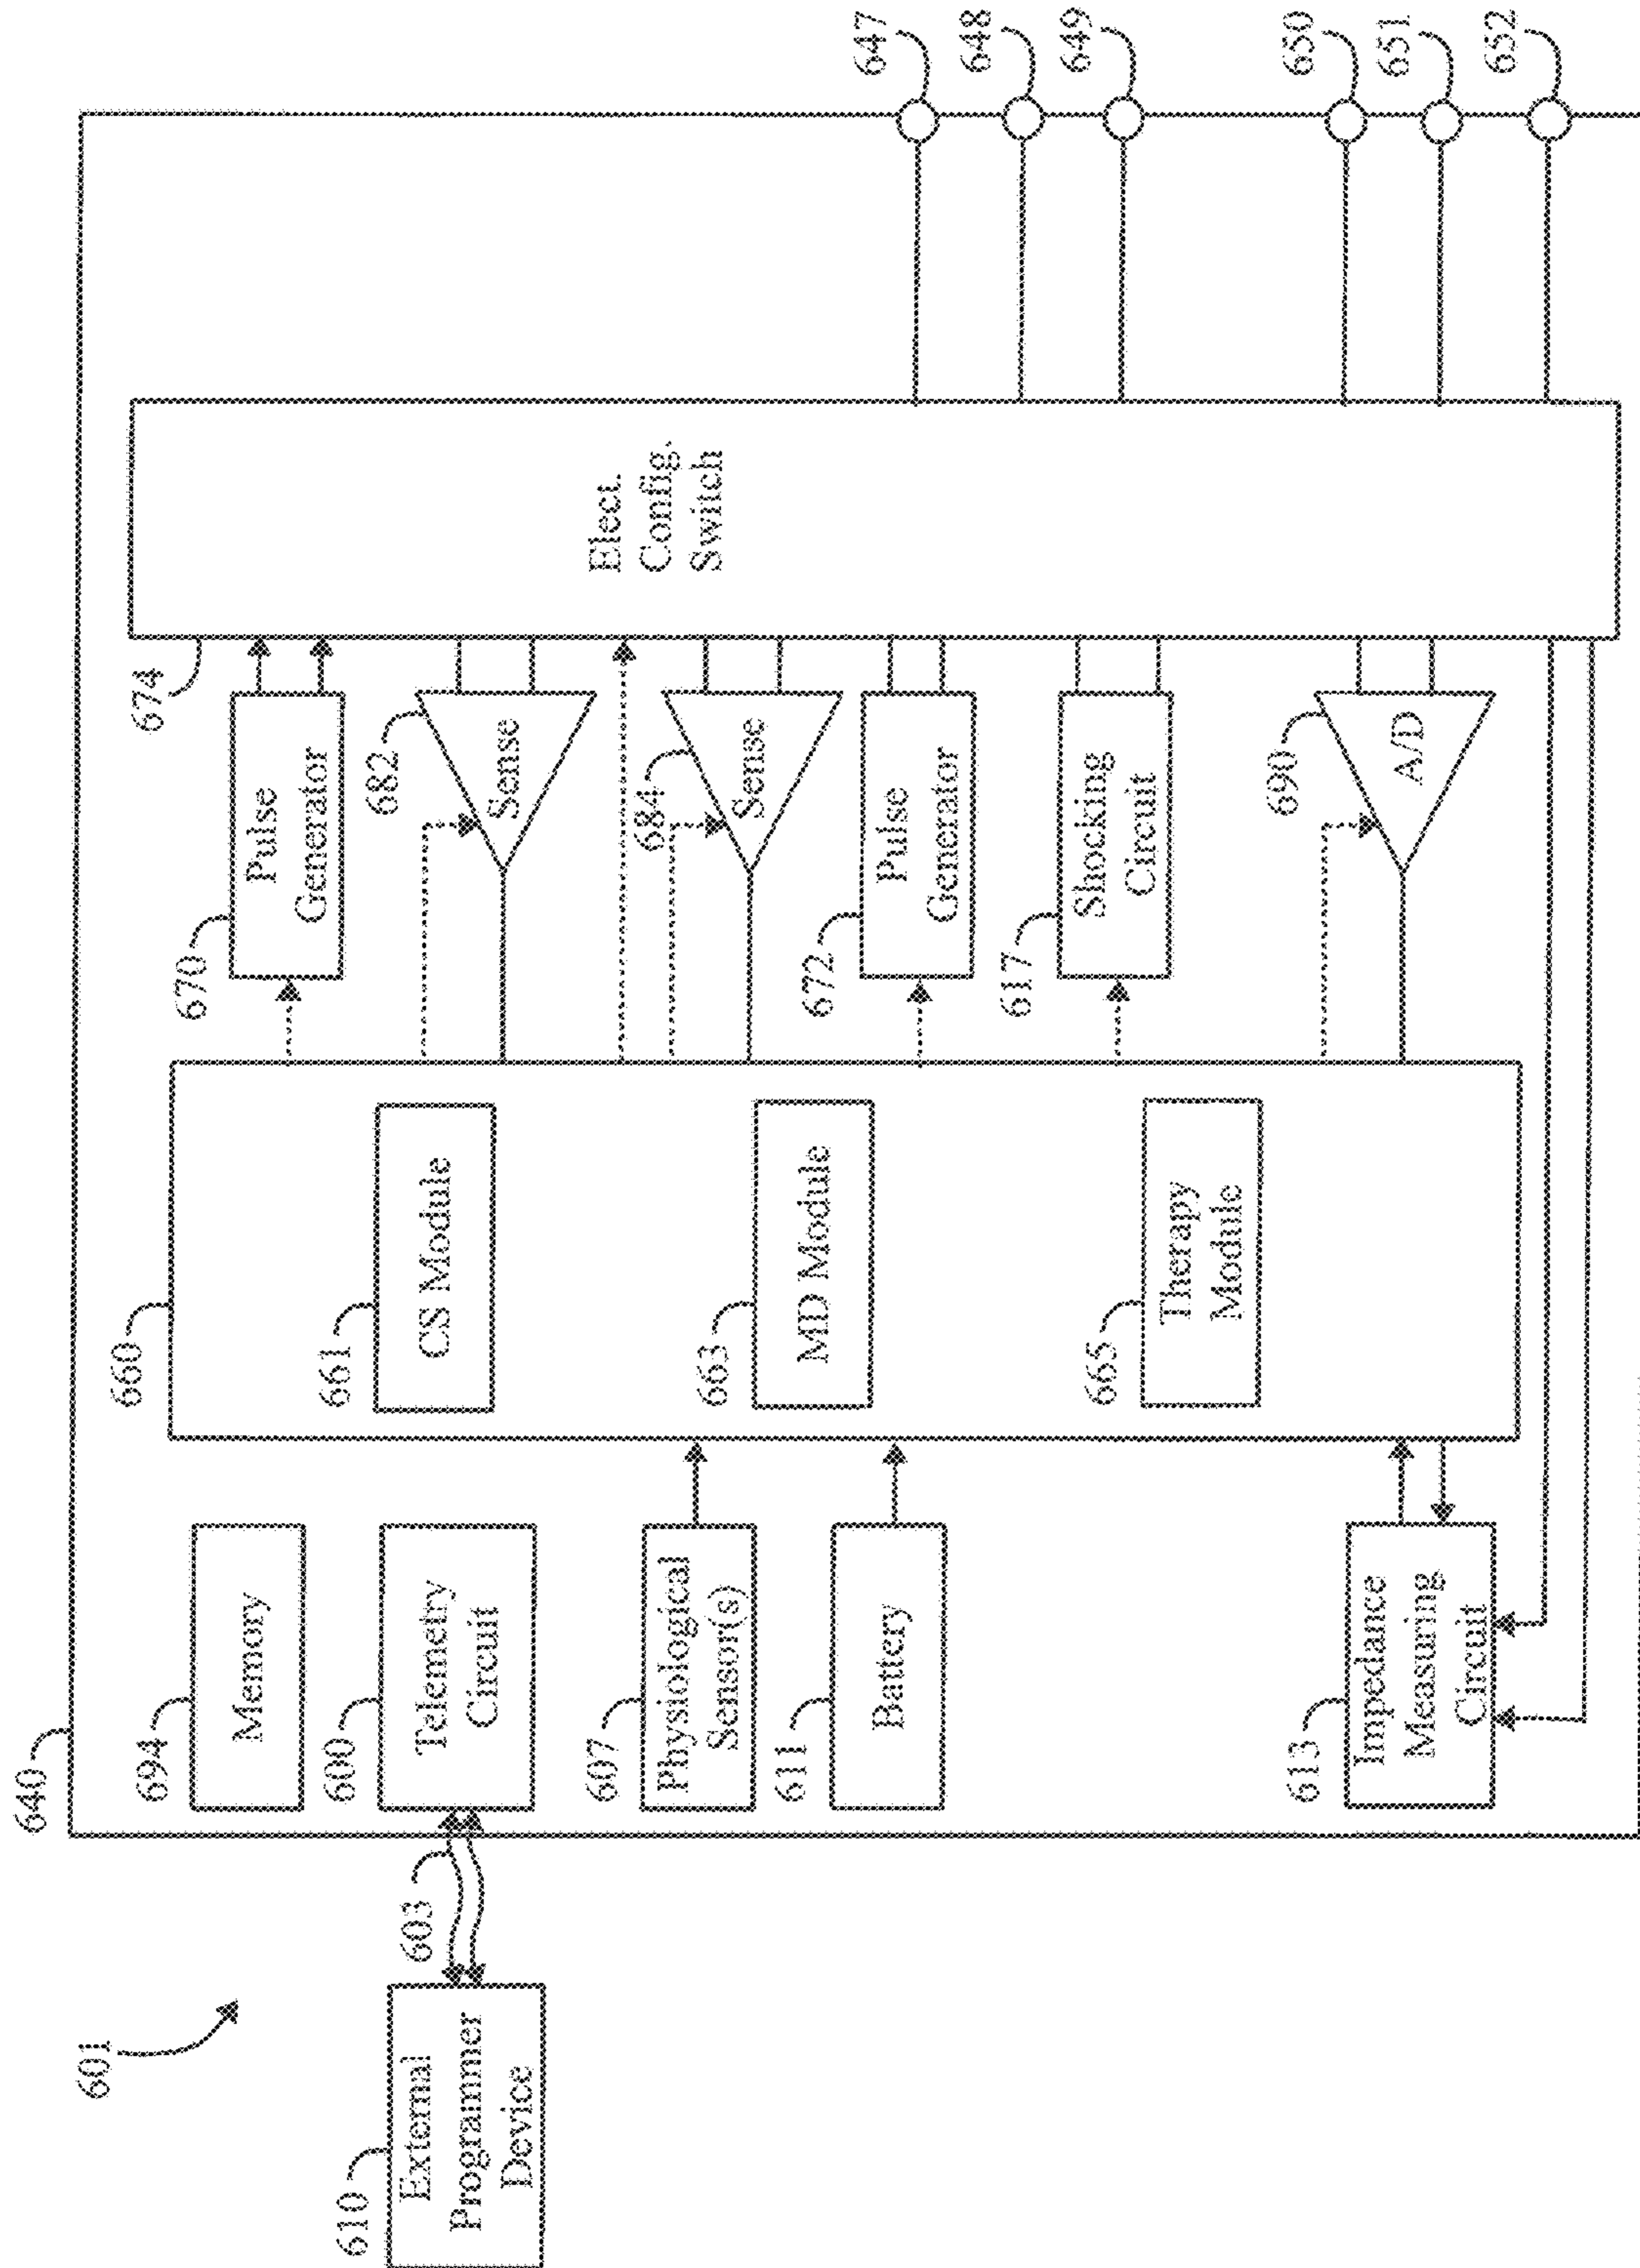 601
610
External
Programmer
Device
603
640
694
Memory
600
Telemetry
Circuit
607
Physiological
Sensor(s)
611
Battery
613
Impedance
Measuring
Circuit
660
661
CS Module
663
MD Module
665
Therapy
Module
670
Pulse
Generator
682
Sense
684
Sense
672
Pulse
Generator
617
Shocking
Circuit
690
A/D
674
Elect.
Config.
Switch
647
648
649
650
651
652